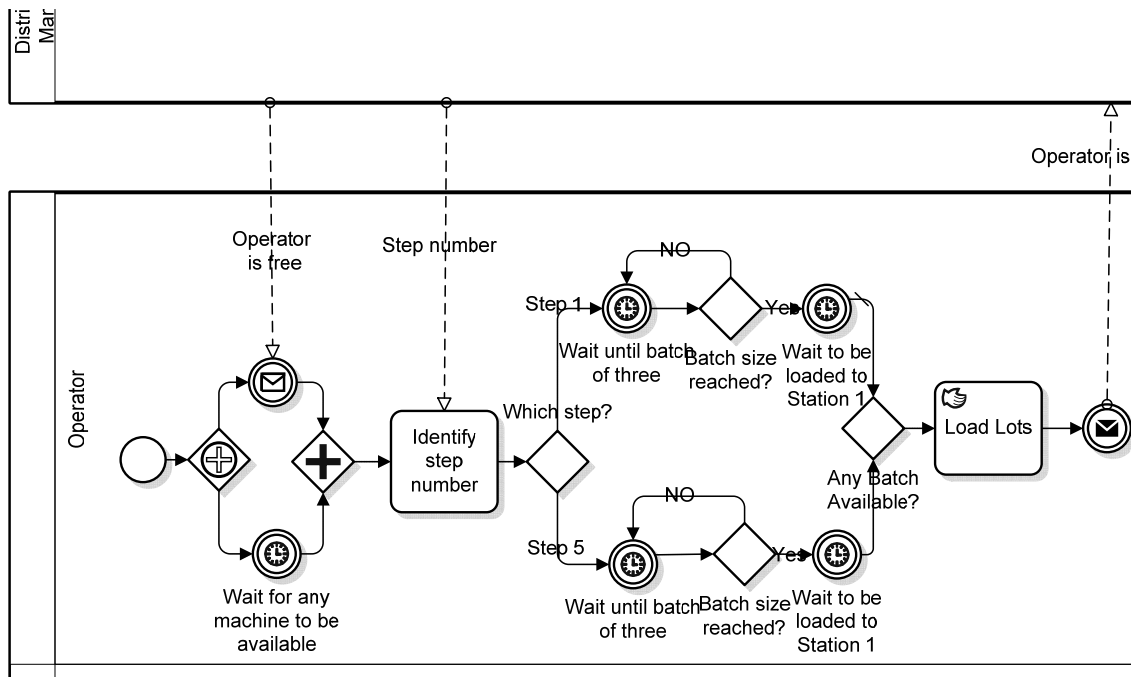 Distri
Mar
Operator is
Operator
is free
Step number
Operator
NO
Step 1
Yes
Wait until batch
of three
Batch size
reached?
Wait to be
loaded to
Station 1
Which step?
Identify
step
number
Load Lots
Any Batch
Available?
NO
Step 5
Yes
Wait for any
machine to be
available
Wait until batch
of three
Batch size
reached?
Wait to be
loaded to
Station 1